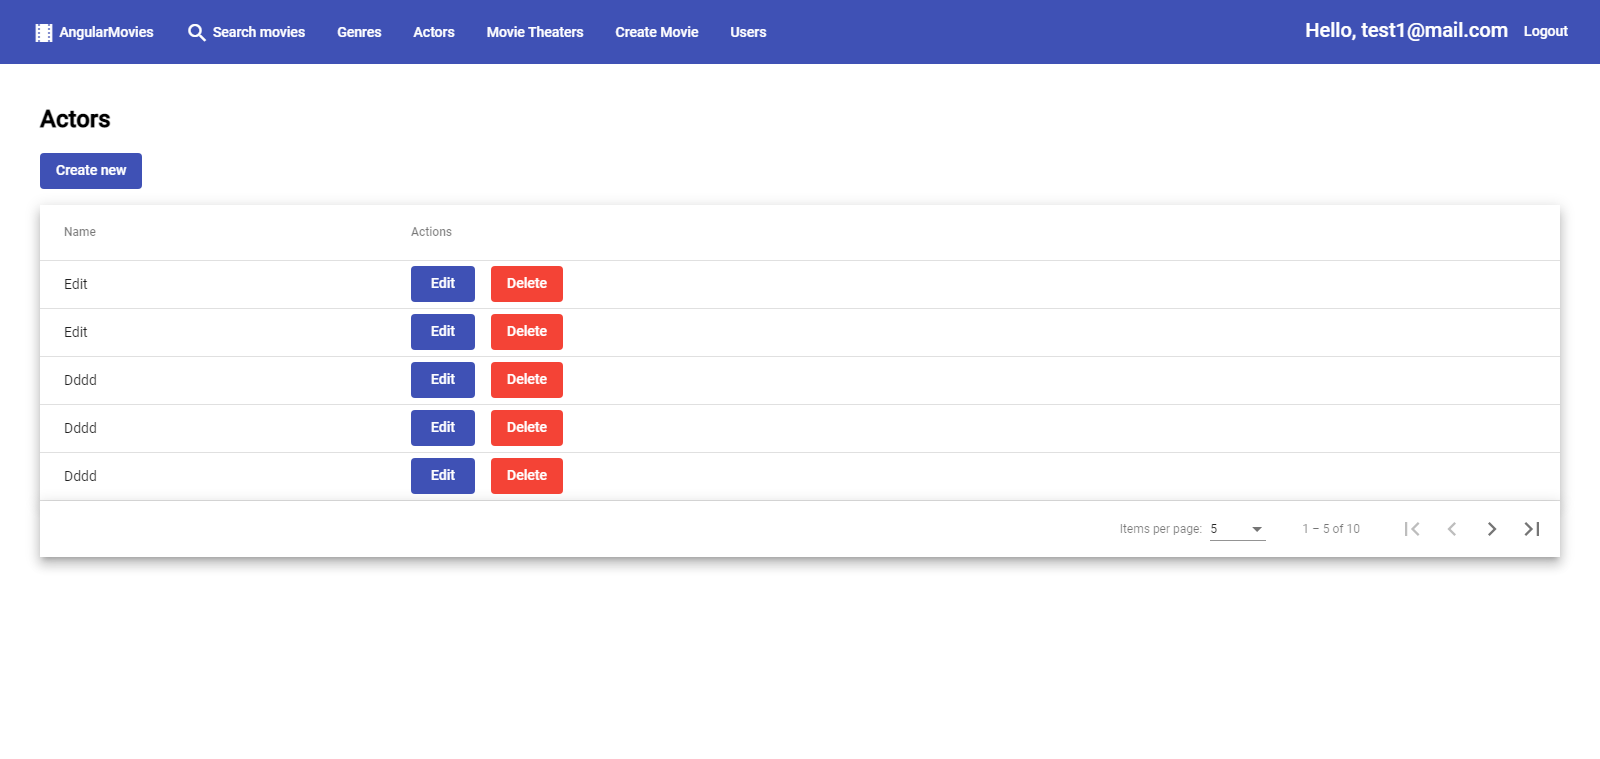 AngularMovies Search movies Genres Actors Movie Theaters Create Movie Users Hello, test1@mail.com Logout
Actors
Create new
Name Actions
Edit Edit Delete
Edit Edit Delete
Dddd Edit Delete
Dddd Edit Delete
Dddd Edit Delete
Items per page: 5 1 – 5 of 10